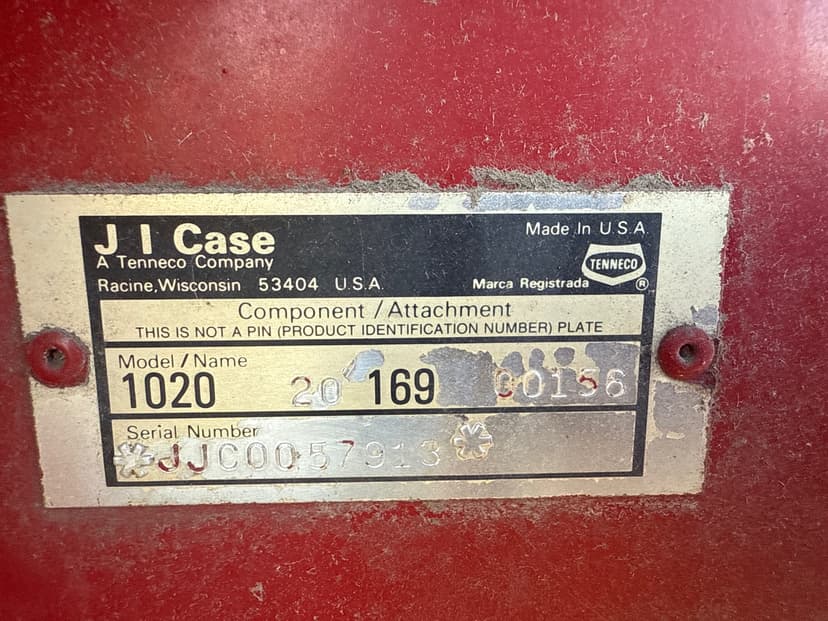 J I Case
A Tenneco Company
Racine, Wisconsin 53404 U.S.A.
Made In U.S.A.
TENNECO
Marca Registrada ®
Component / Attachment
THIS IS NOT A PIN (PRODUCT IDENTIFICATION NUMBER) PLATE
Model / Name
1020 20 169 00156
Serial Number
*JJC0057913*